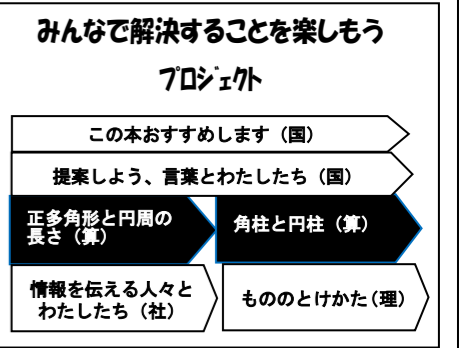 みんなで解決することを楽しもう
プロジェクト
この本おすすめします（国）
提案しよう、言葉とわたしたち（国）
正多角形と円周の
長さ（算）
角柱と円柱（算）
情報を伝える人々と
わたしたち（社）
もののとけかた（理）